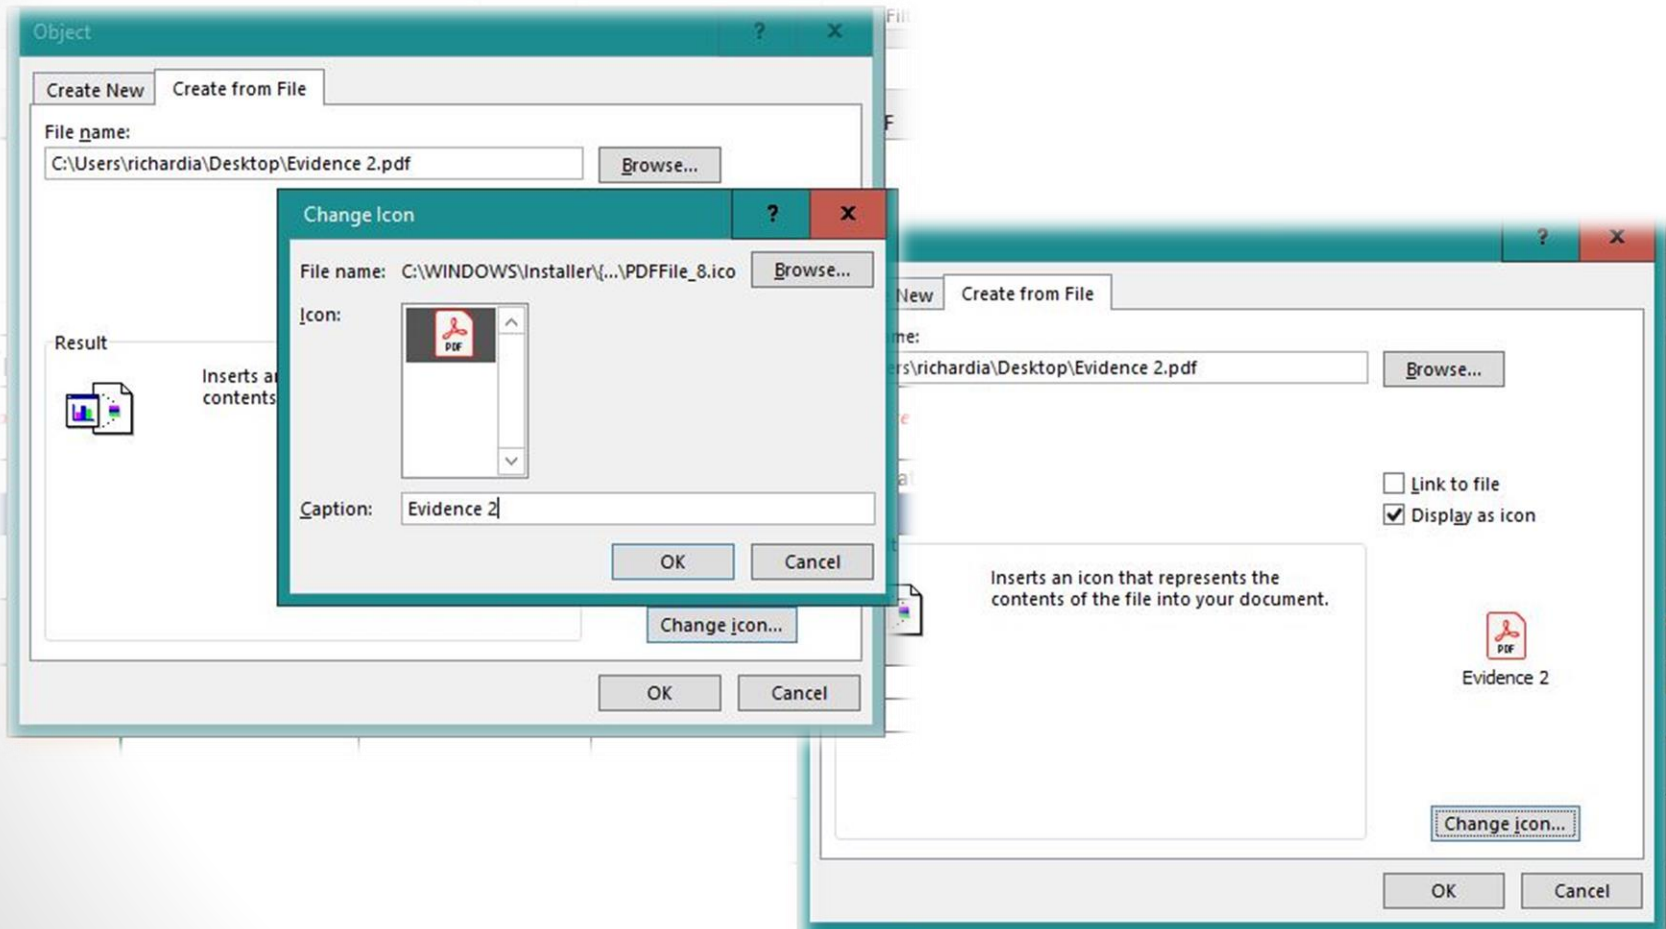 Object
?
x
Create New
Create from File
File name:
C:\Users\richardia\Desktop\Evidence 2.pdf
Browse...
Change Icon
?
x
File name:
C:\WINDOWS\Installer\{...\PDFFile_8.ico
Browse...
Icon:
PDF
Caption:
Evidence 2
OK
Cancel
Result
Inserts a
contents
Change icon...
OK
Cancel
Filt
F
?
x
New
Create from File
me:
ers\richardia\Desktop\Evidence 2.pdf
Browse...
Link to file
Display as icon
Inserts an icon that represents the
contents of the file into your document.
PDF
Evidence 2
Change icon...
OK
Cancel